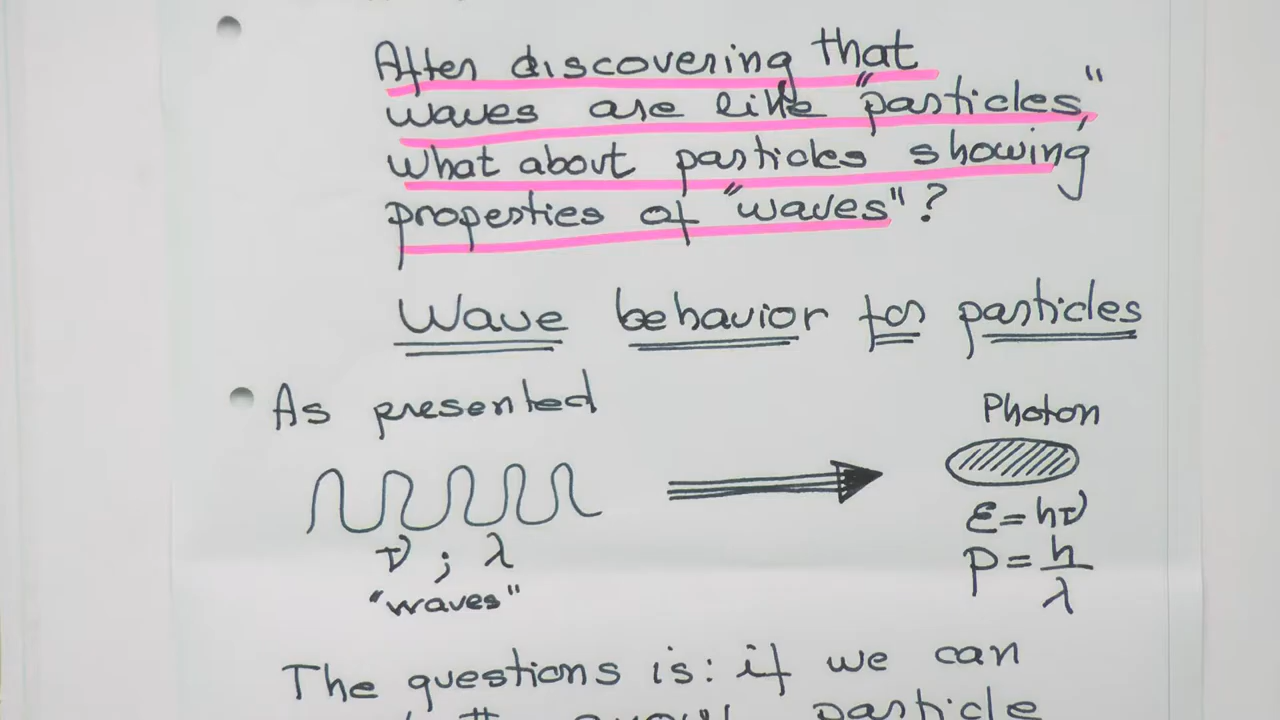 After discovering that
waves are like "particles,"
what about particles showing
properties of "waves"?
Wave behavior for particles
As presented
Photon
ν ; λ
"waves"
ε = hν
P = h/λ
The questions is: if we can
particle